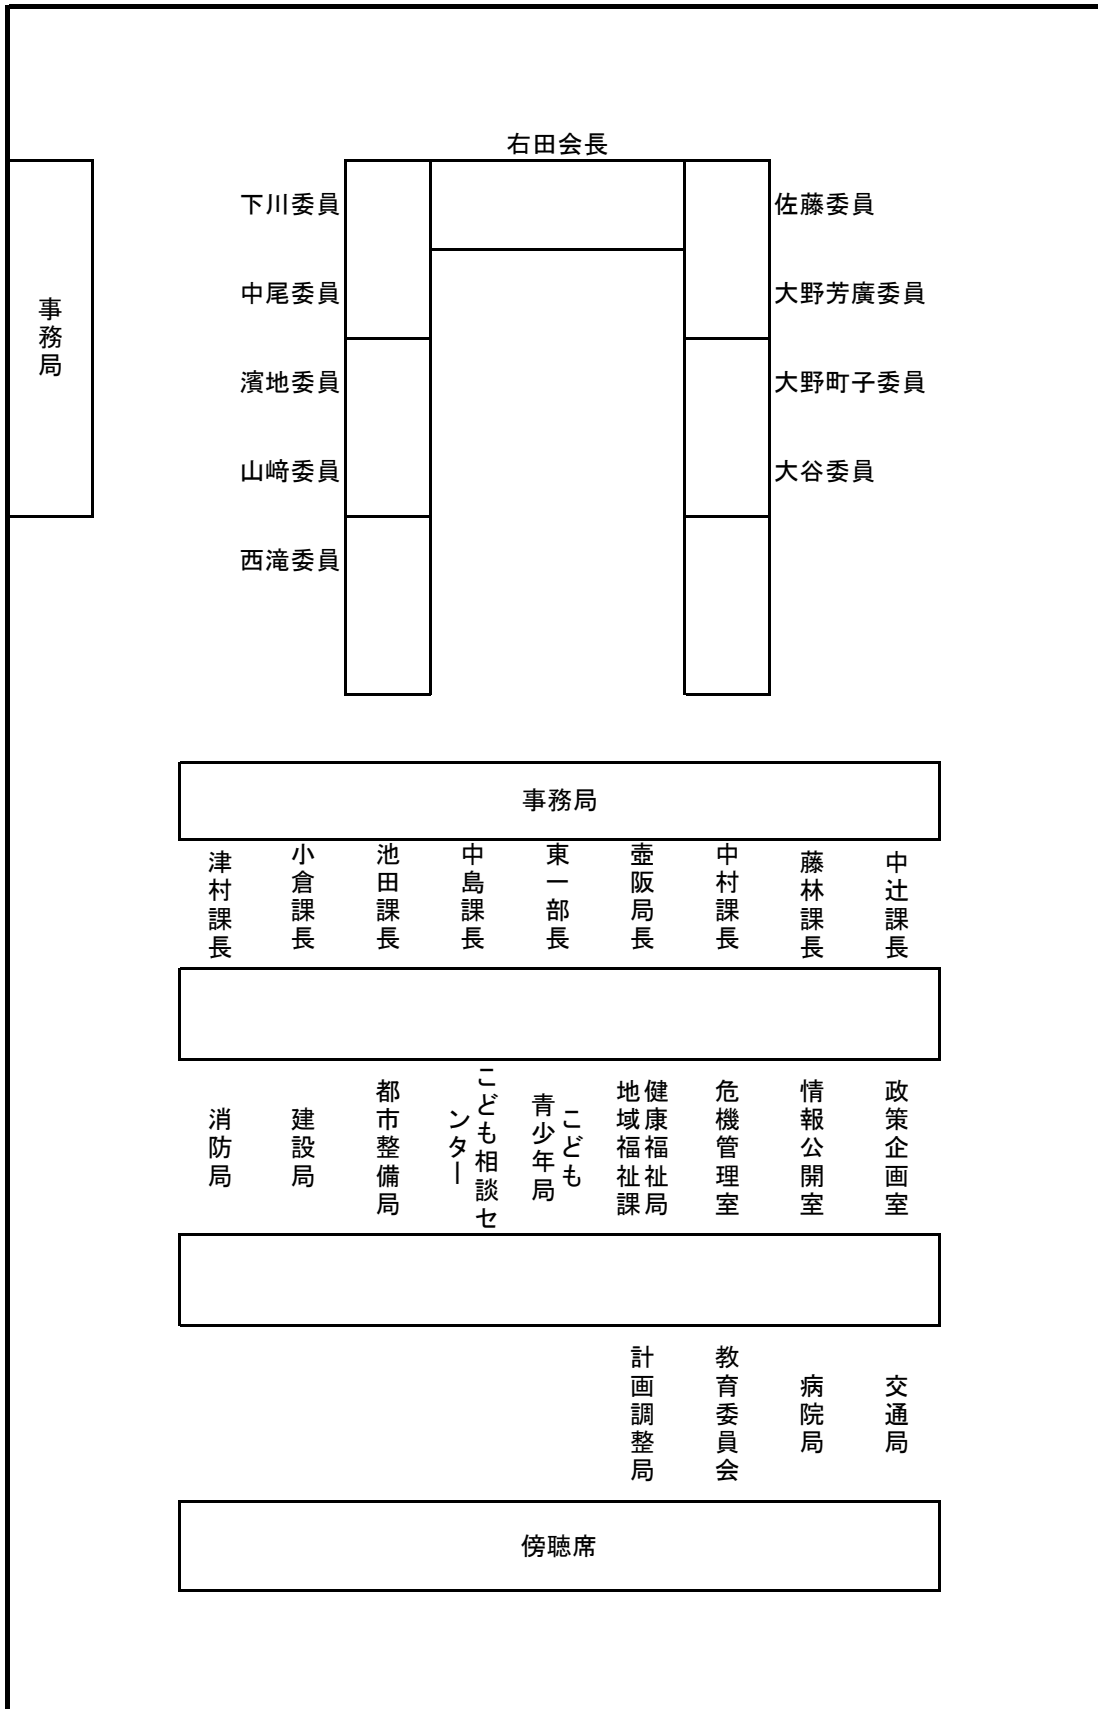 右田会長
下川委員
佐藤委員
中尾委員
大野芳廣委員
事務局
濱地委員
大野町子委員
山﨑委員
大谷委員
西滝委員
事務局
津村課長
小倉課長
池田課長
中島課長
東一部長
壺阪局長
中村課長
藤林課長
中辻課長
消防局
建設局
都市整備局
こども相談セ
ンター
こども
青少年局
健康福祉局
地域福祉課
危機管理室
情報公開室
政策企画室
計画調整局
教育委員会
病院局
交通局
傍聴席